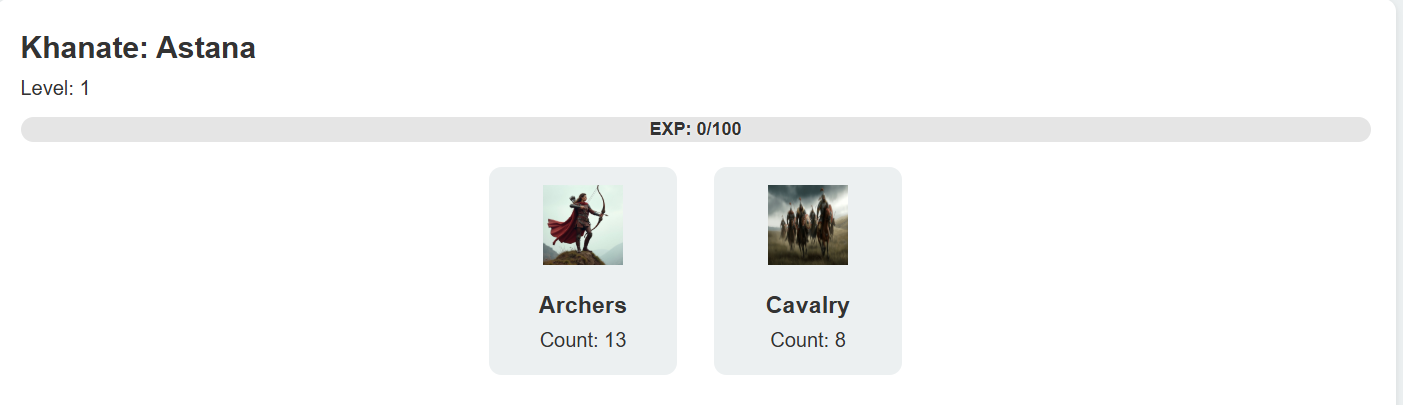 Khanate: Astana
Level: 1
EXP: 0/100
Archers
Count: 13
Cavalry
Count: 8